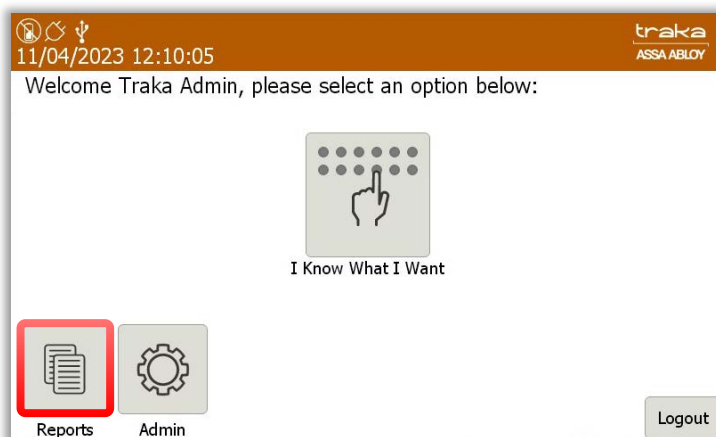 traka
11/04/2023 12:10:05
ASSA ABLOY
Welcome Traka Admin, please select an option below:
I Know What I Want
Reports
Admin
Logout